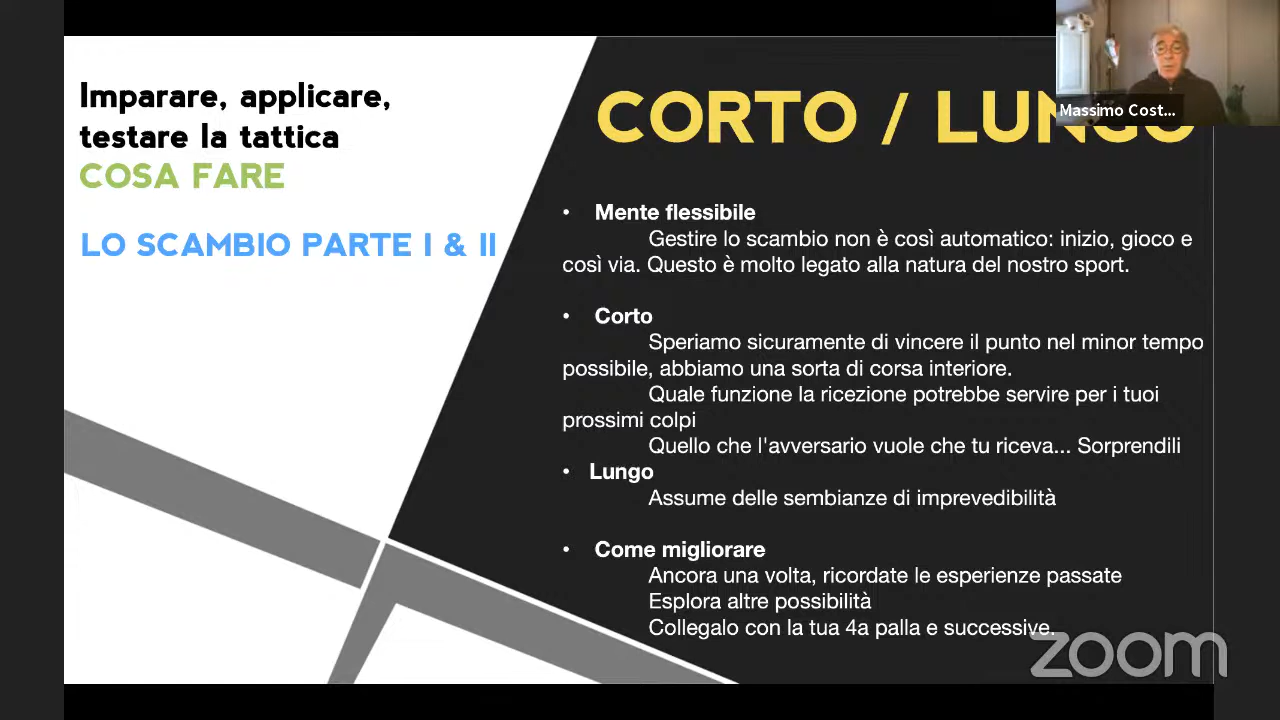 Imparare, applicare,
testare la tattica
COSA FARE
LO SCAMBIO PARTE I & II
CORTO / LUNGO
Massimo Cost...
• Mente flessibile
Gestire lo scambio non è così automatico: inizio, gioco e
così via. Questo è molto legato alla natura del nostro sport.
• Corto
Speriamo sicuramente di vincere il punto nel minor tempo
possibile, abbiamo una sorta di corsa interiore.
Quale funzione la ricezione potrebbe servire per i tuoi
prossimi colpi
Quello che l'avversario vuole che tu riceva... Sorprendili
• Lungo
Assume delle sembianze di imprevedibilità
• Come migliorare
Ancora una volta, ricordate le esperienze passate
Esplora altre possibilità
Collegalo con la tua 4a palla e successive.
zoom